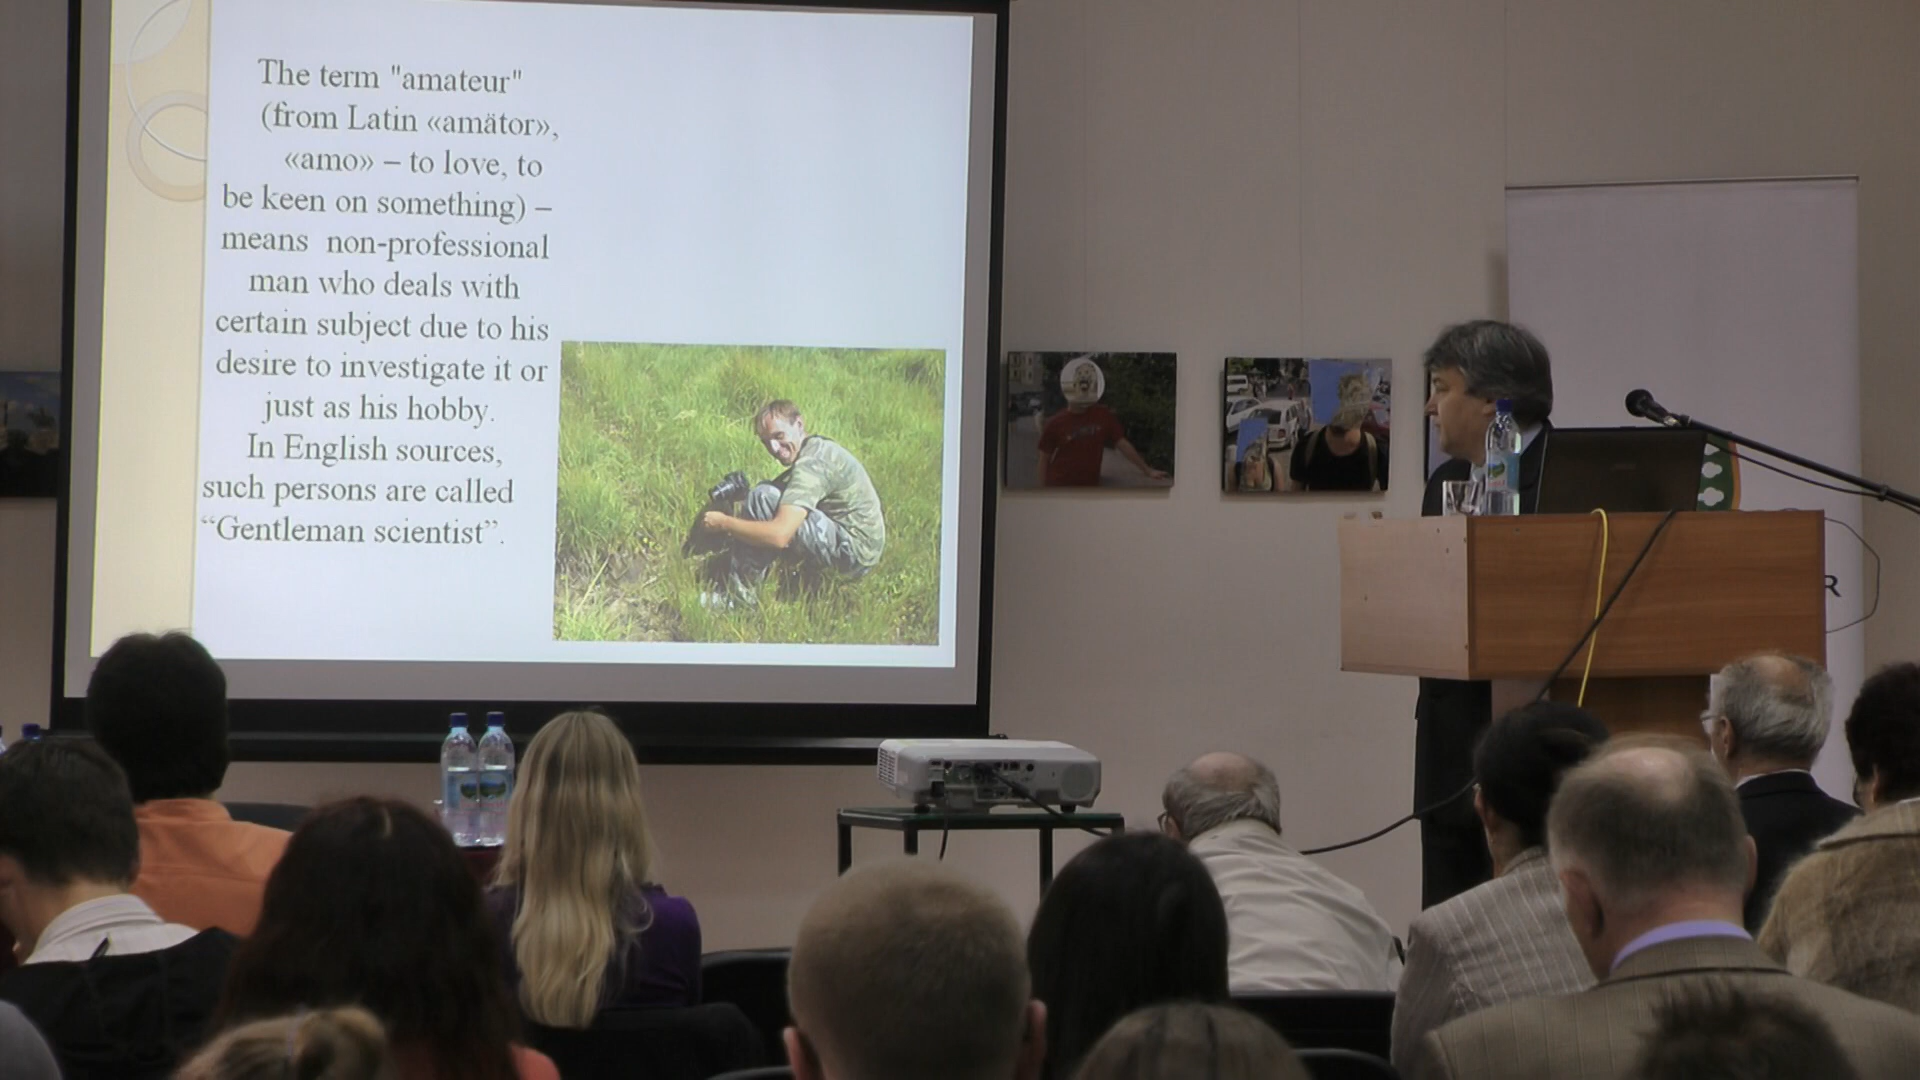 The term "amateur"
(from Latin «amätor»,
«amo» – to love, to
be keen on something) –
means non-professional
man who deals with
certain subject due to his
desire to investigate it or
just as his hobby.
In English sources,
such persons are called
“Gentleman scientist”.
R